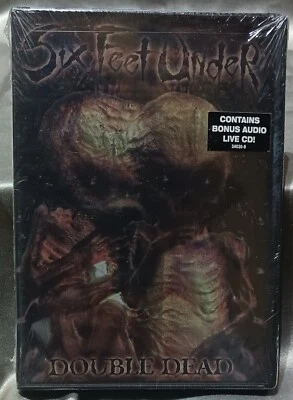 Six Feet Under
CONTAINS
BONUS AUDIO
LIVE CD!
DOUBLE DEAD